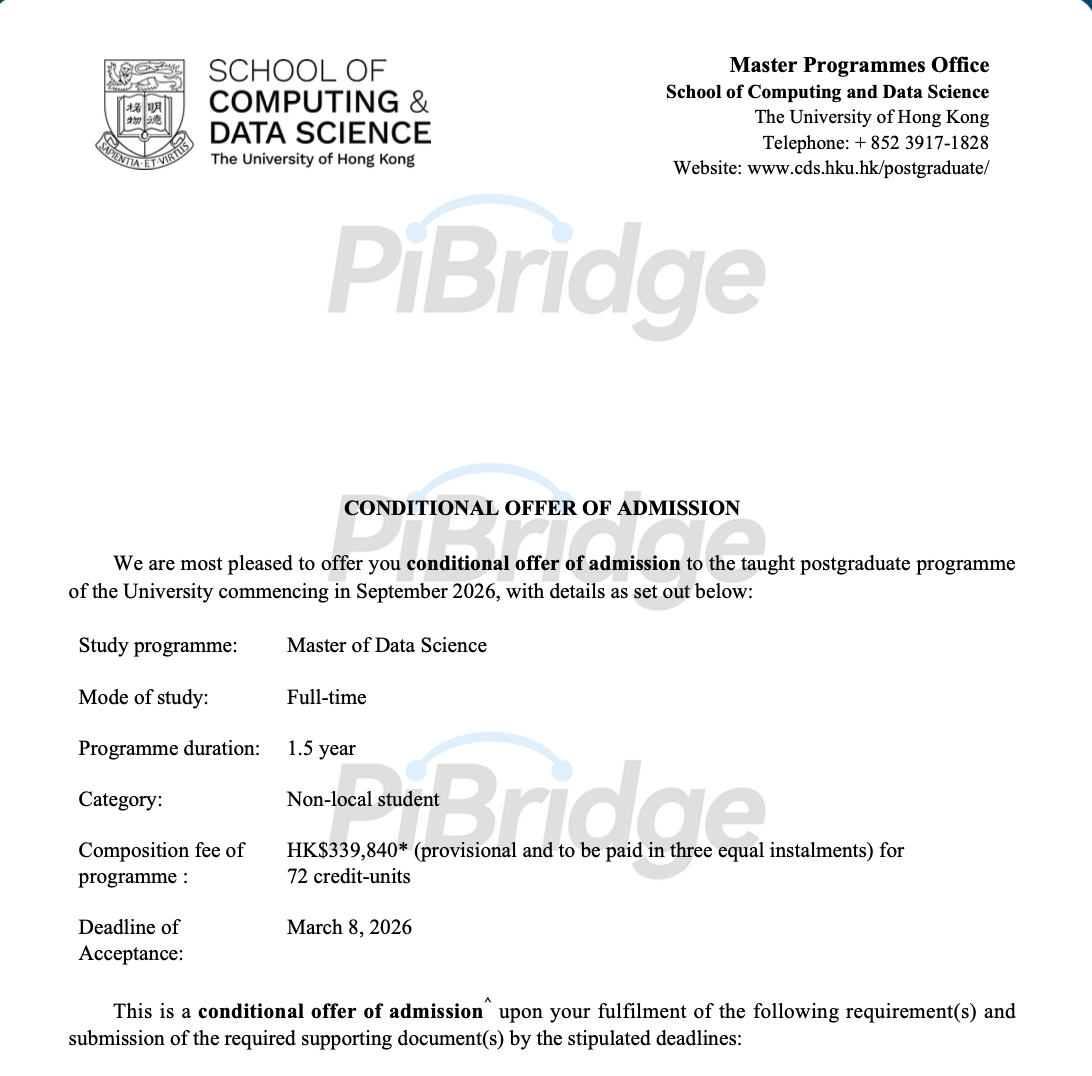 SCHOOL OF
COMPUTING &
DATA SCIENCE
The University of Hong Kong
明德
格物
SAPIENTIA·ET·VIRTUS
Master Programmes Office
School of Computing and Data Science
The University of Hong Kong
Telephone: + 852 3917-1828
Website: www.cds.hku.hk/postgraduate/
PiBridge
CONDITIONAL OFFER OF ADMISSION
PiBridge
We are most pleased to offer you conditional offer of admission to the taught postgraduate programme
of the University commencing in September 2026, with details as set out below:
Study programme: Master of Data Science
Mode of study: Full-time
Programme duration: 1.5 year
PiBridge
Category: Non-local student
Composition fee of HK$339,840* (provisional and to be paid in three equal instalments) for
programme : 72 credit-units
Deadline of March 8, 2026
Acceptance:
This is a conditional offer of admission^ upon your fulfilment of the following requirement(s) and
submission of the required supporting document(s) by the stipulated deadlines: